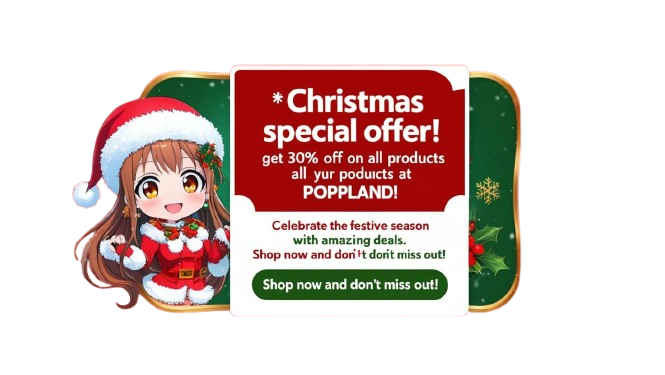 *Christmas
special offer!
get 30% off on all products
all yur poducts at
POPPLAND!
Celebrate the festive season
with amazing deals.
Shop now and don't t don't miss out!
Shop now and don't miss out!